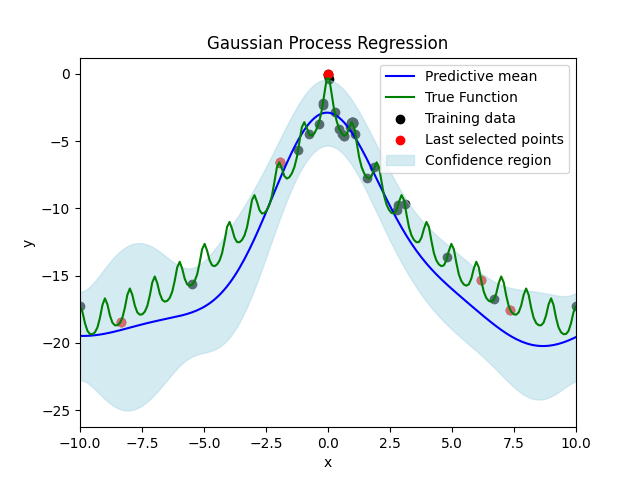 Gaussian Process Regression
Predictive mean
True Function
Training data
Last selected points
Confidence region
y
0
−5
−10
−15
−20
−25
−10.0 −7.5 −5.0 −2.5 0.0 2.5 5.0 7.5 10.0
x